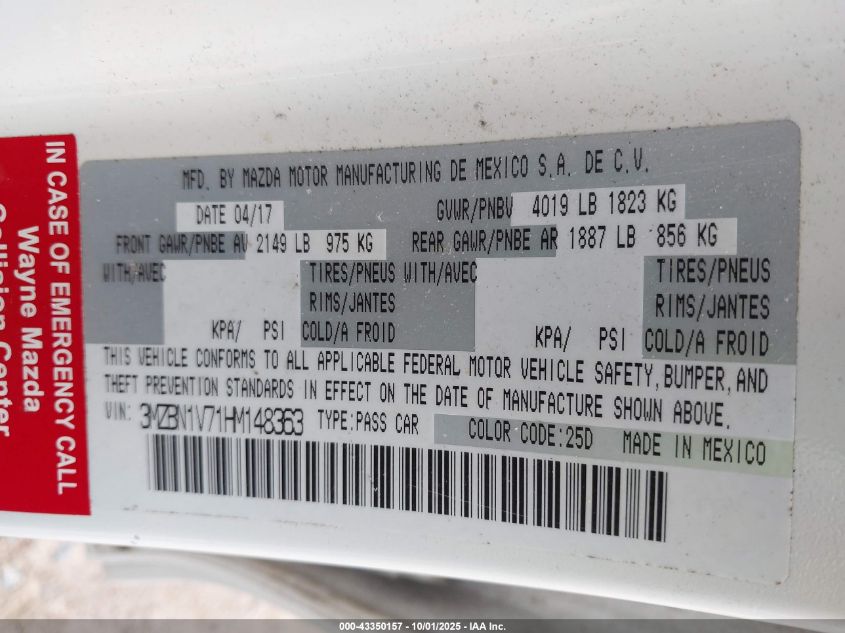 IN CASE OF EMERGENCY CALL
Wayne Mazda
Collision Center
MFD. BY MAZDA MOTOR MANUFACTURING DE MEXICO S.A. DE C.V.
DATE 04/17 GVWR/PNBV 4019 LB 1823 KG
FRONT GAWR/PNBE AV 2149 LB 975 KG REAR GAWR/PNBE AR 1887 LB 856 KG
WITH/AVEC TIRES/PNEUS WITH/AVEC TIRES/PNEUS
RIMS/JANTES RIMS/JANTES
KPA/ PSI COLD/A FROID KPA/ PSI COLD/A FROID
THIS VEHICLE CONFORMS TO ALL APPLICABLE FEDERAL MOTOR VEHICLE SAFETY, BUMPER, AND
THEFT PREVENTION STANDARDS IN EFFECT ON THE DATE OF MANUFACTURE SHOWN ABOVE.
VIN: 3MZBN1V71HM148363 TYPE:PASS CAR COLOR CODE:25D MADE IN MEXICO
000-43350157 - 10/01/2025 - IAA Inc.